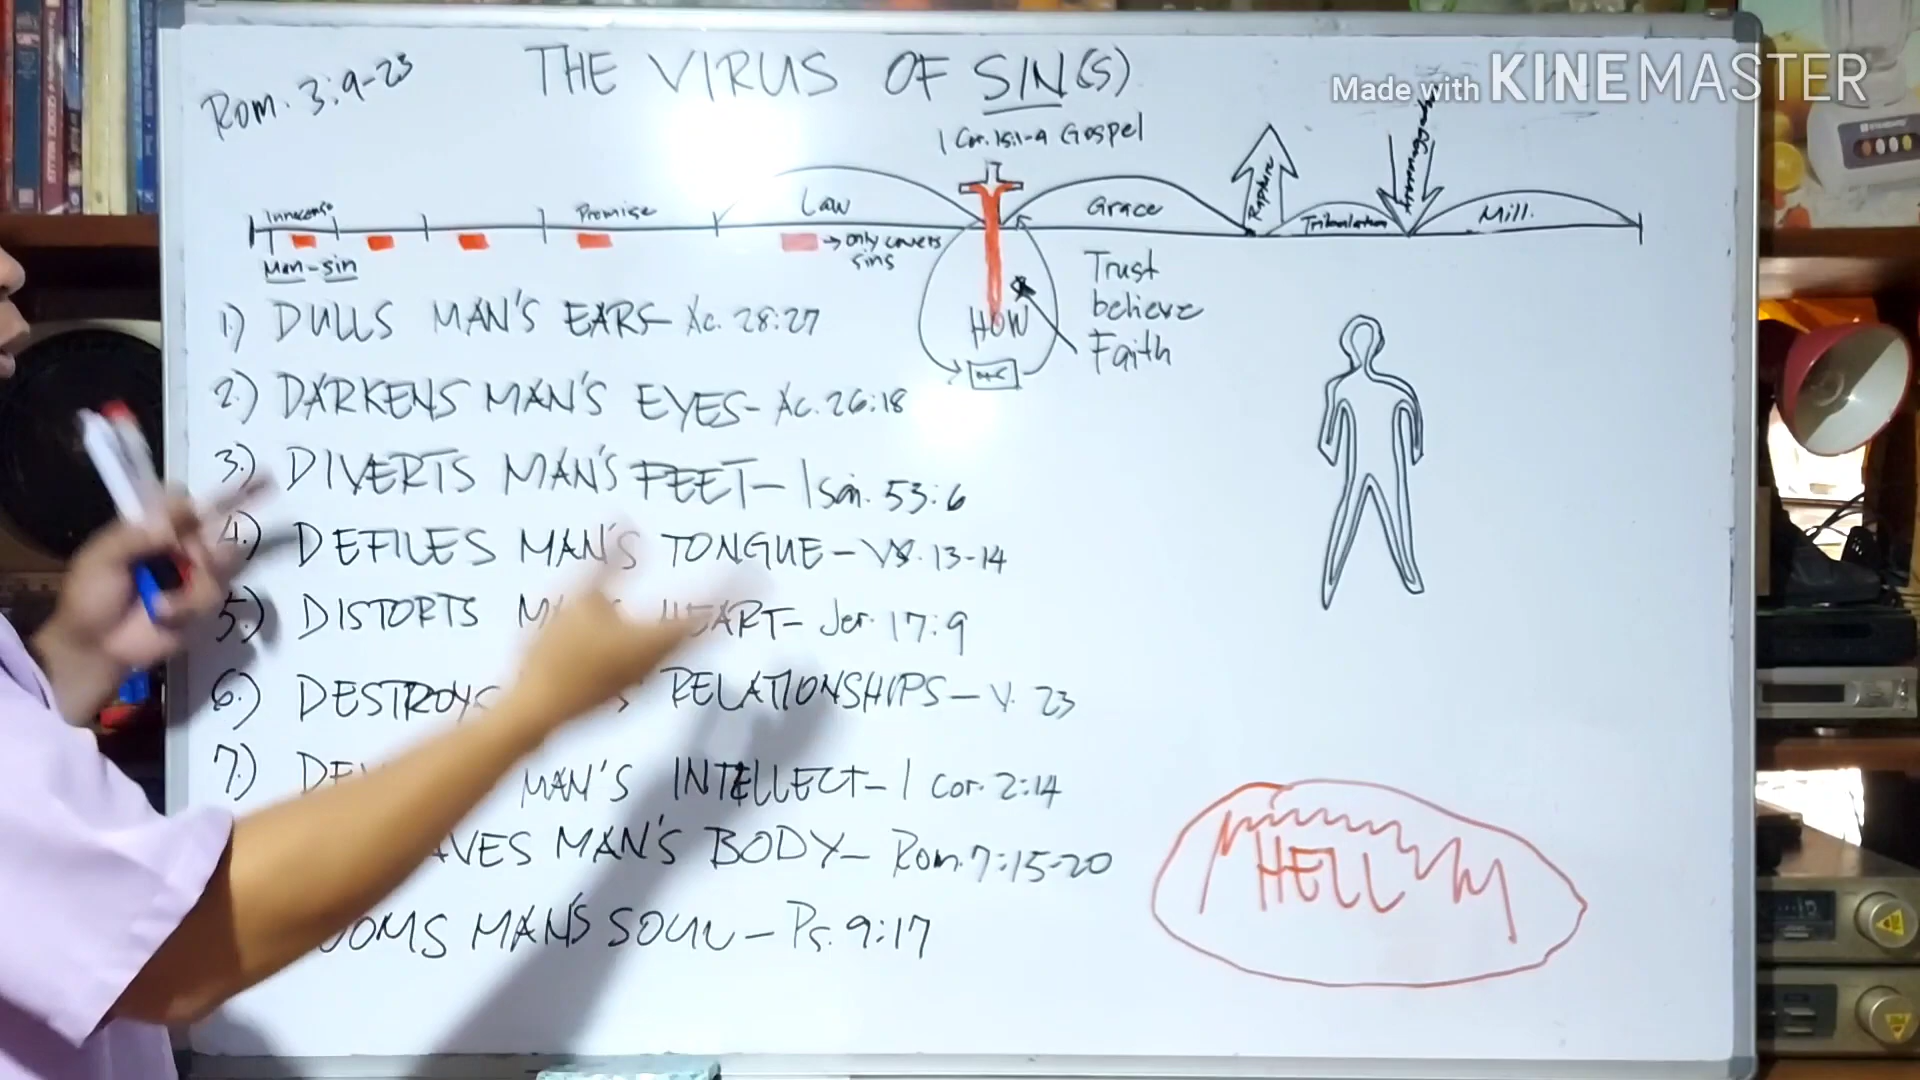 Made with KINEMASTER
Rom. 3:9-23
THE VIRUS OF SIN(S)
1 Cor. 15:1-4 Gospel
Innocense
Promise
Law
Grace
Rapture
Tribulation
Armaggedon
Mill.
Man-sin
→ only covers
sins
HOW
Trust
believe
Faith
1.) DULLS MAN'S EARS- Ac. 28:27
2.) DARKENS MAN'S EYES- Ac. 26:18
3.) DIVERTS MAN'S FEET- Isai. 53:6
4.) DEFILES MAN'S TONGUE- VS. 13-14
5.) DISTORTS HEART- Jer. 17:9
6.) DESTROYS RELATIONSHIPS- V. 23
7.) MAN'S INTELLECT- 1 Cor. 2:14
AVES MAN'S BODY- Rom. 7:15-20
OOMS MAN'S SOUL- Ps. 9:17
HELL